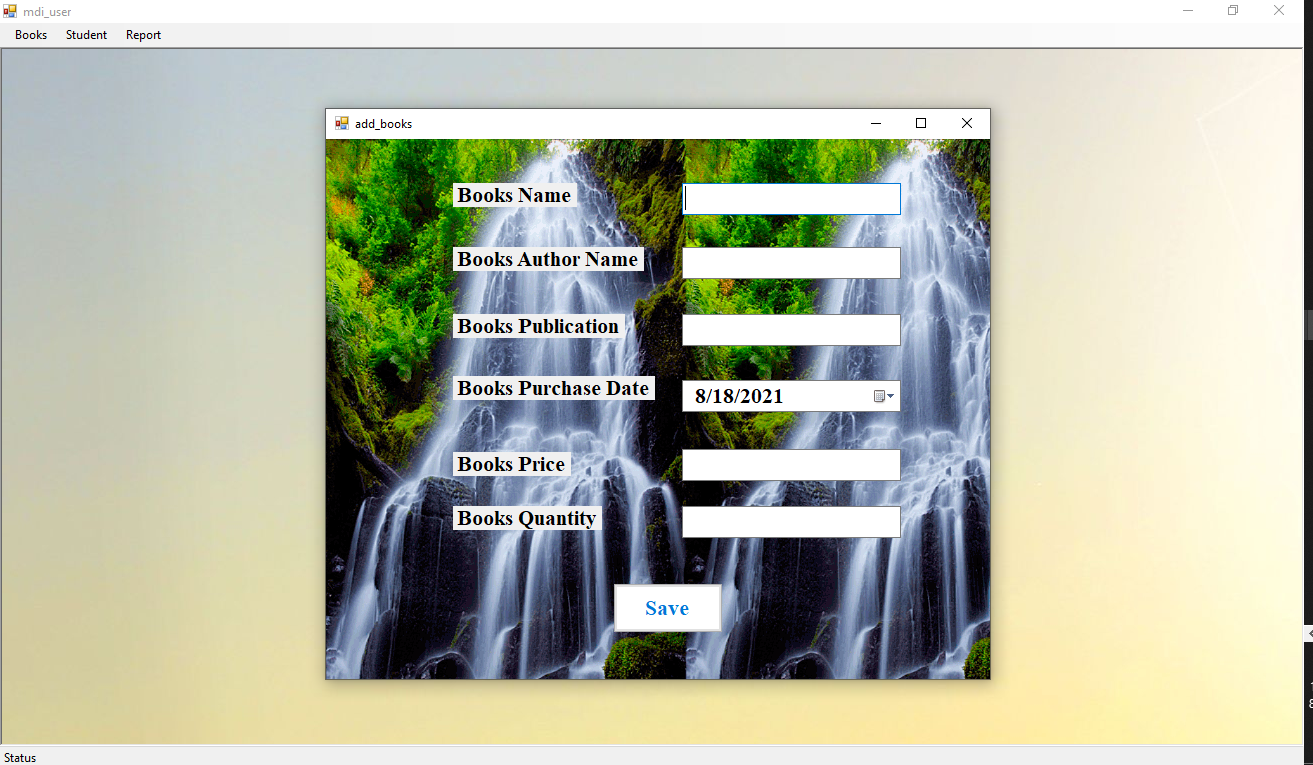 mdi_user
Books Student Report
add_books
Books Name
Books Author Name
Books Publication
Books Purchase Date 8/18/2021
Books Price
Books Quantity
Save
Status